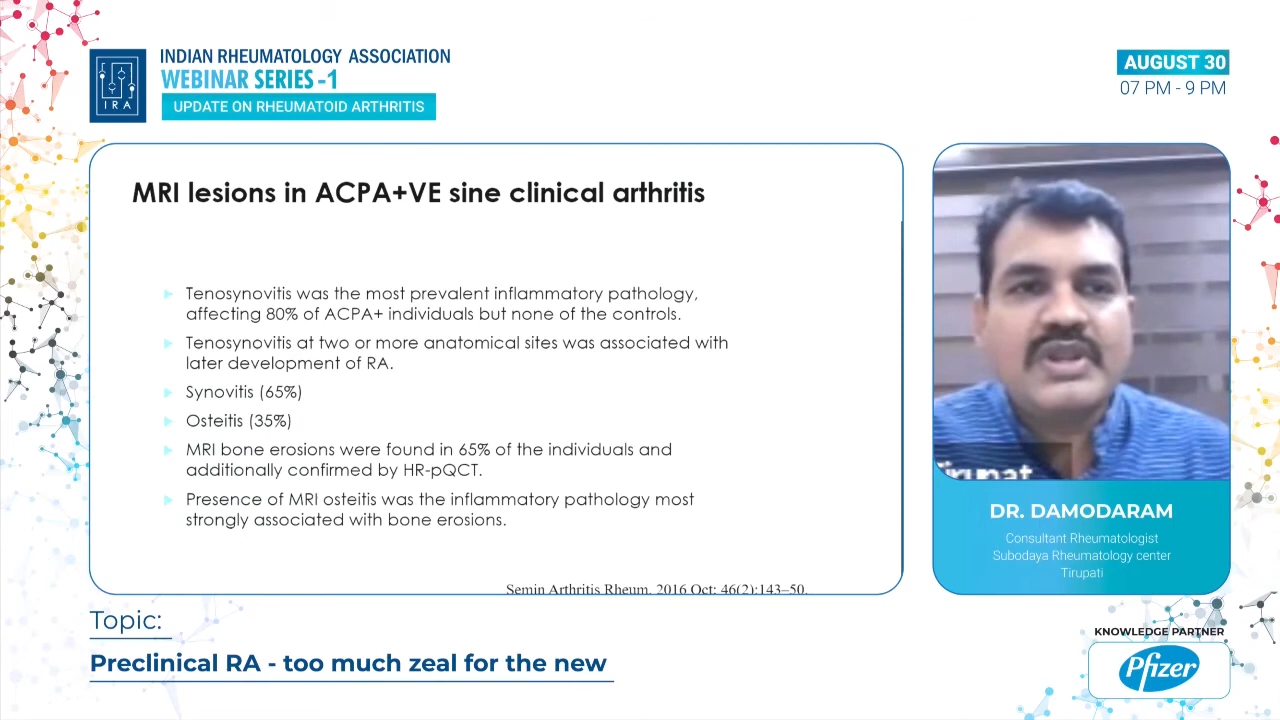 INDIAN RHEUMATOLOGY ASSOCIATION
WEBINAR SERIES -1
UPDATE ON RHEUMATOID ARTHRITIS
IRA
AUGUST 30
07 PM - 9 PM
MRI lesions in ACPA+VE sine clinical arthritis
Tenosynovitis was the most prevalent inflammatory pathology,
affecting 80% of ACPA+ individuals but none of the controls.
Tenosynovitis at two or more anatomical sites was associated with
later development of RA.
Synovitis (65%)
Osteitis (35%)
MRI bone erosions were found in 65% of the individuals and
additionally confirmed by HR-pQCT.
Presence of MRI osteitis was the inflammatory pathology most
strongly associated with bone erosions.
Semin Arthritis Rheum. 2016 Oct; 46(2):143–50.
DR. DAMODARAM
Consultant Rheumatologist
Subodaya Rheumatology center
Tirupati
Topic:
Preclinical RA - too much zeal for the new
KNOWLEDGE PARTNER
Pfizer